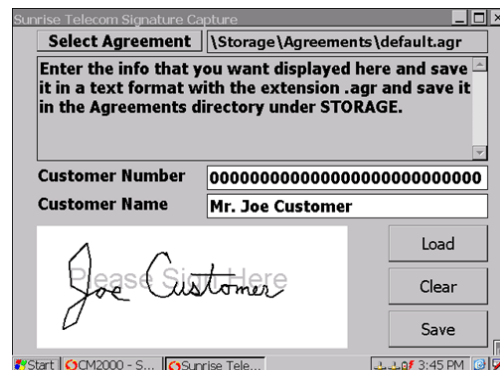 Sunrise Telecom Signature Capture
Select Agreement \Storage\Agreements\default.agr
Enter the info that you want displayed here and save
it in a text format with the extension .agr and save it
in the Agreements directory under STORAGE.
Customer Number 0000000000000000000000000000
Customer Name Mr. Joe Customer
Please Sign Here
Joe Customer
Load
Clear
Save
Start CM2000 - S... Sunrise Tele... 3:45 PM